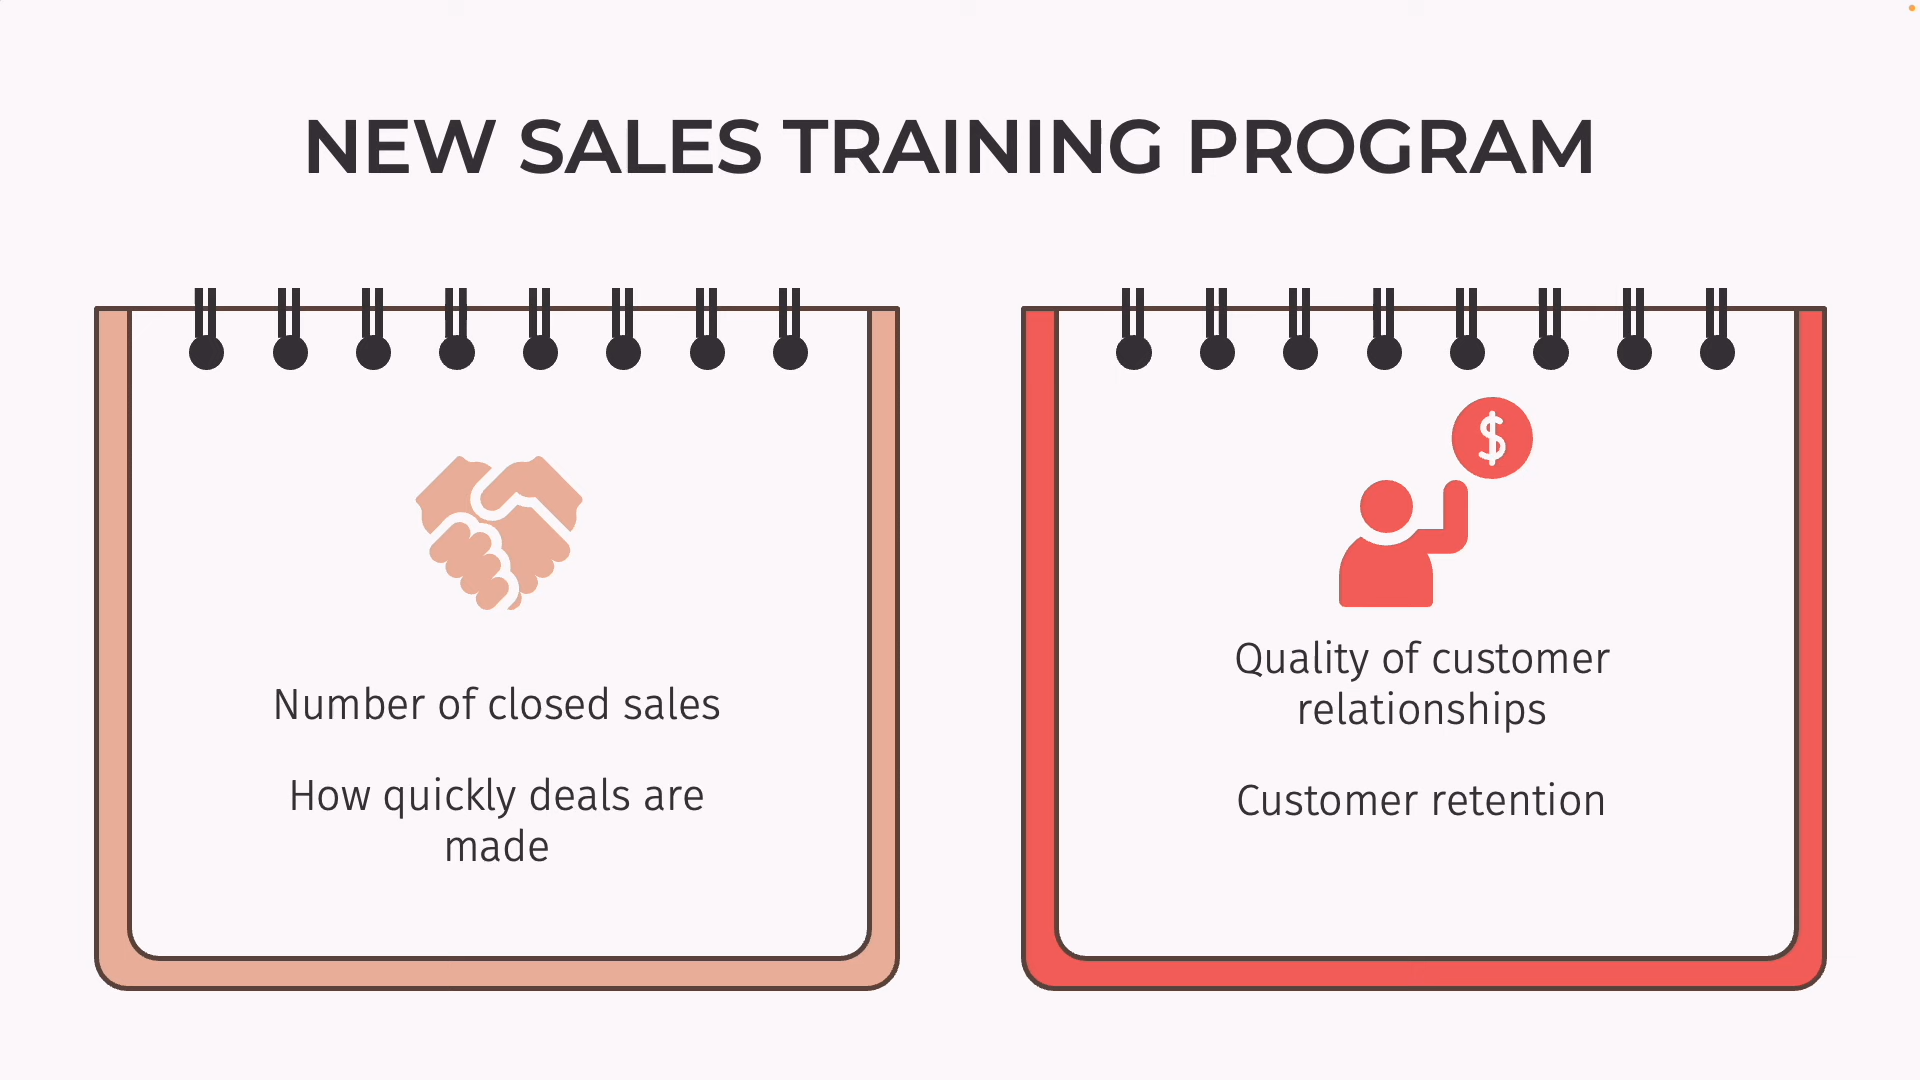 NEW SALES TRAINING PROGRAM
$
Number of closed sales
How quickly deals are
made
Quality of customer
relationships
Customer retention